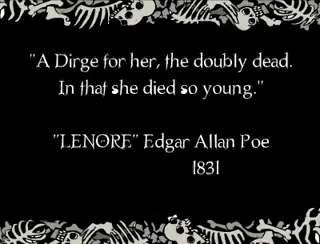 "A Dirge for her, the doubly dead.
In that she died so young."
"LENORE" Edgar Allan Poe
1831